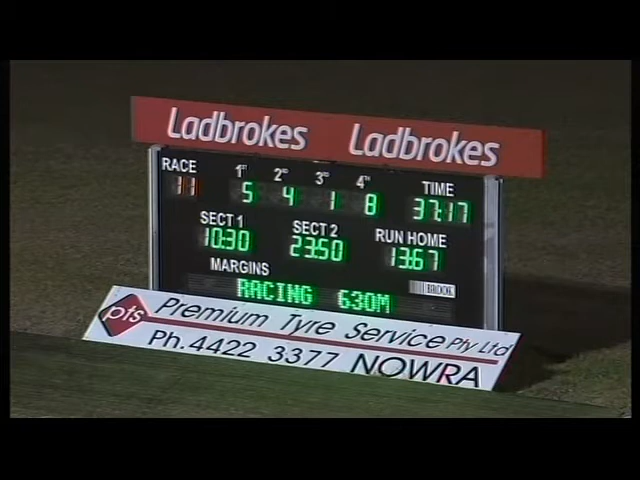 Ladbrokes Ladbrokes
RACE 1ST 2ND 3RD 4TH TIME
11 5 4 1 8 37:17
SECT 1 SECT 2 RUN HOME
10:30 23:50 13:67
MARGINS
RACING 630M BROOK
pts Premium Tyre Service Pty Ltd
Ph. 4422 3377 NOWRA